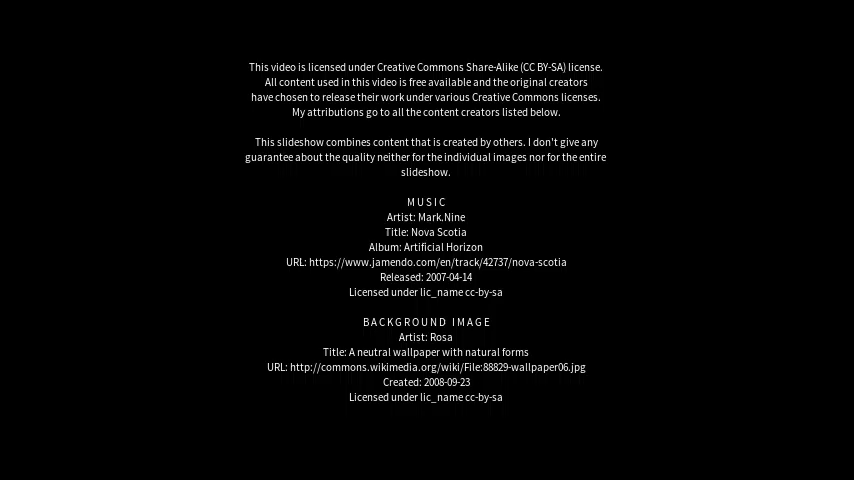 This video is licensed under Creative Commons Share-Alike (CC BY-SA) license.
All content used in this video is free available and the original creators
have chosen to release their work under various Creative Commons licenses.
My attributions go to all the content creators listed below.
This slideshow combines content that is created by others. I don't give any
guarantee about the quality neither for the individual images nor for the entire
slideshow.
MUSIC
Artist: Mark.Nine
Title: Nova Scotia
Album: Artificial Horizon
URL: https://www.jamendo.com/en/track/42737/nova-scotia
Released: 2007-04-14
Licensed under lic_name cc-by-sa
BACKGROUND IMAGE
Artist: Rosa
Title: A neutral wallpaper with natural forms
URL: http://commons.wikimedia.org/wiki/File:88829-wallpaper06.jpg
Created: 2008-09-23
Licensed under lic_name cc-by-sa